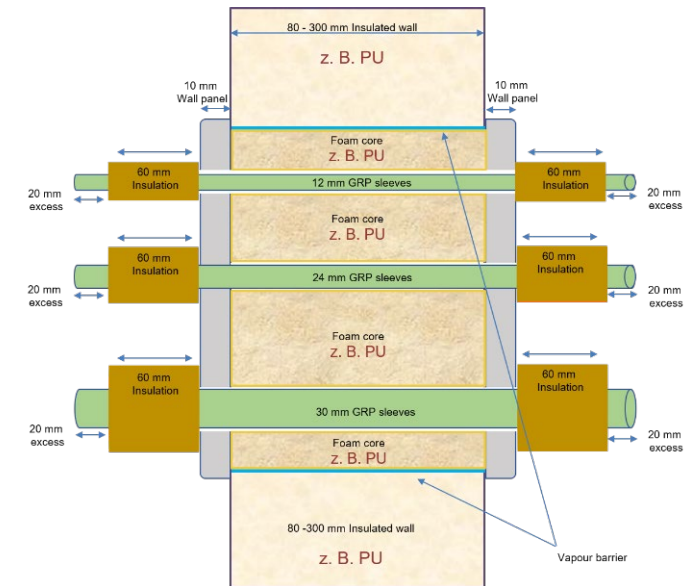 80 - 300 mm Insulated wall
z. B. PU
10 mm
Wall panel
10 mm
Wall panel
Foam core
z. B. PU
60 mm
Insulation
60 mm
Insulation
12 mm GRP sleeves
20 mm
excess
20 mm
excess
Foam core
z. B. PU
60 mm
Insulation
60 mm
Insulation
24 mm GRP sleeves
20 mm
excess
20 mm
excess
Foam core
z. B. PU
60 mm
Insulation
60 mm
Insulation
30 mm GRP sleeves
20 mm
excess
20 mm
excess
Foam core
z. B. PU
80 -300 mm Insulated wall
z. B. PU
Vapour barrier